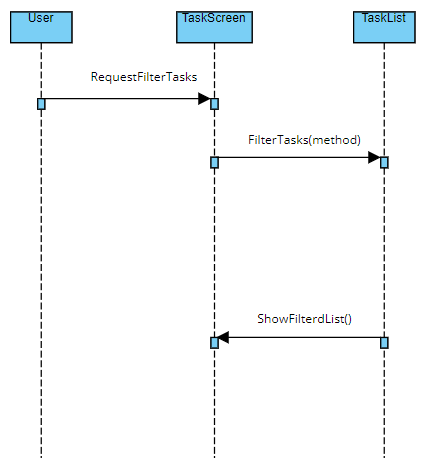 User
TaskScreen
TaskList
RequestFilterTasks
FilterTasks(method)
ShowFilterdList()